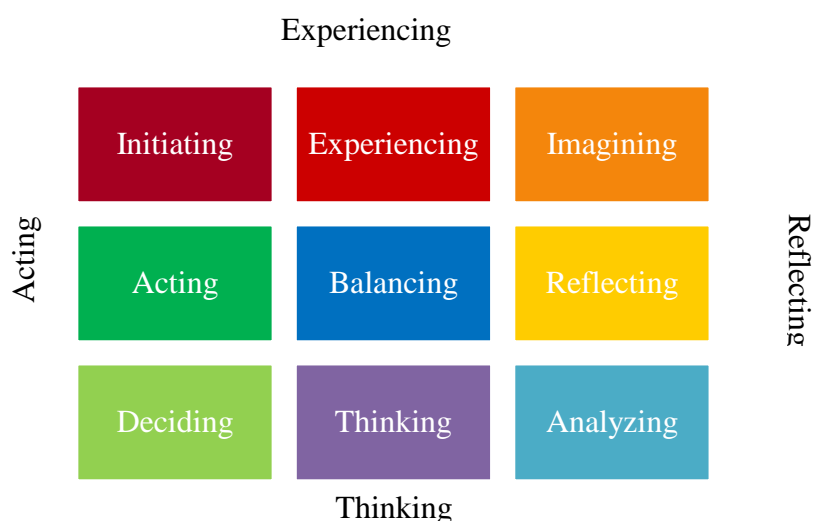 Experiencing
Initiating
Experiencing
Imagining
Acting
Acting
Balancing
Reflecting
Reflecting
Deciding
Thinking
Analyzing
Thinking